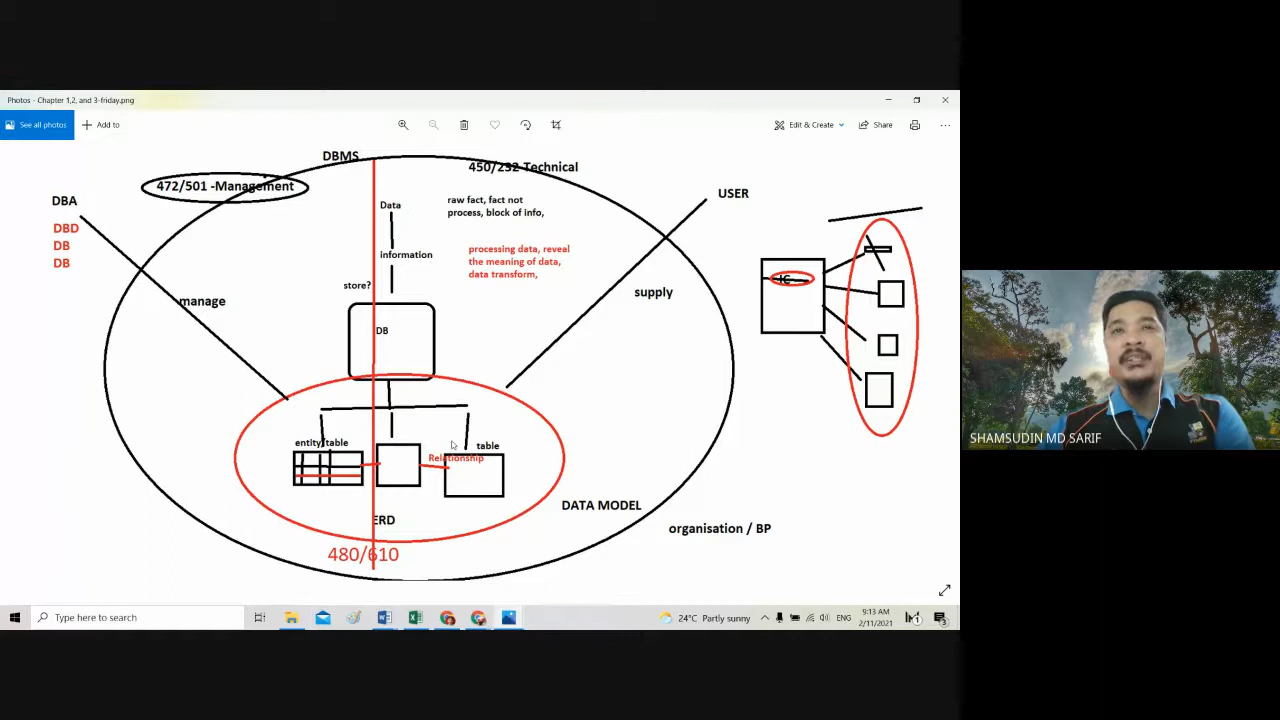 Photos - Chapter 1,2, and 3-friday.png
See all photos
Add to
Edit & Create
Share
DBMS
450/232 Technical
472/501 -Management
DBA
USER
DBD
DB
DB
Data
raw fact, fact not
process, block of info,
information
processing data, reveal
the meaning of data,
data transform,
store?
manage
supply
IC
DB
entity/table
table
Relationship
DATA MODEL
ERD
organisation / BP
480/610
SHAMSUDIN MD SARIF
Type here to search
24°C Partly sunny
ENG
9:13 AM
2/11/2021
1
3